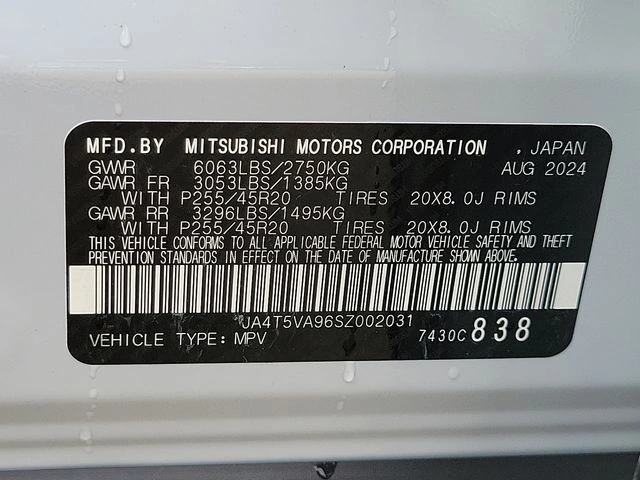 MFD.BY MITSUBISHI MOTORS CORPORATION , JAPAN
GVWR 6063LBS/2750KG AUG 2024
GAWR FR 3053LBS/1385KG
WITH P255/45R20 TIRES 20X8.0J RIMS
GAWR RR 3296LBS/1495KG
WITH P255/45R20 TIRES 20X8.0J RIMS
THIS VEHICLE CONFORMS TO ALL APPLICABLE FEDERAL MOTOR VEHICLE SAFETY AND THEFT
PREVENTION STANDARDS IN EFFECT ON THE DATE OF MANUFACTURE SHOWN ABOVE.
JA4T5VA96SZ002031
VEHICLE TYPE: MPV 7430C 838